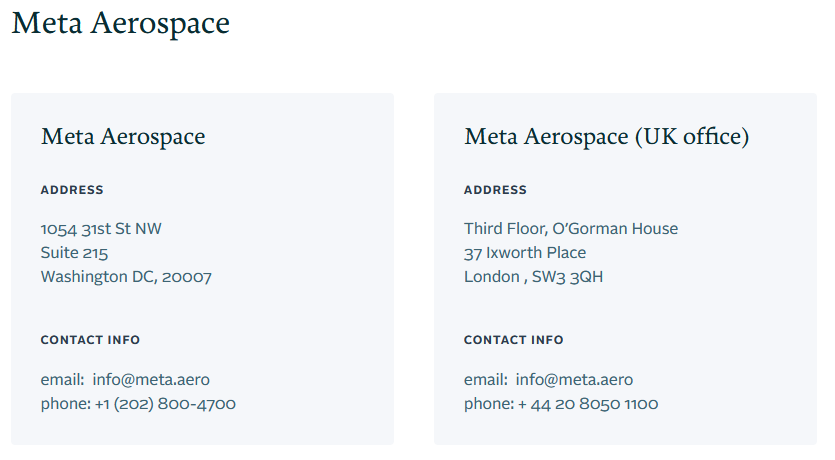 Meta Aerospace
Meta Aerospace
ADDRESS
1054 31st St NW
Suite 215
Washington DC, 20007
CONTACT INFO
email: info@meta.aero
phone: +1 (202) 800-4700
Meta Aerospace (UK office)
ADDRESS
Third Floor, O’Gorman House
37 Ixworth Place
London , SW3 3QH
CONTACT INFO
email: info@meta.aero
phone: + 44 20 8050 1100